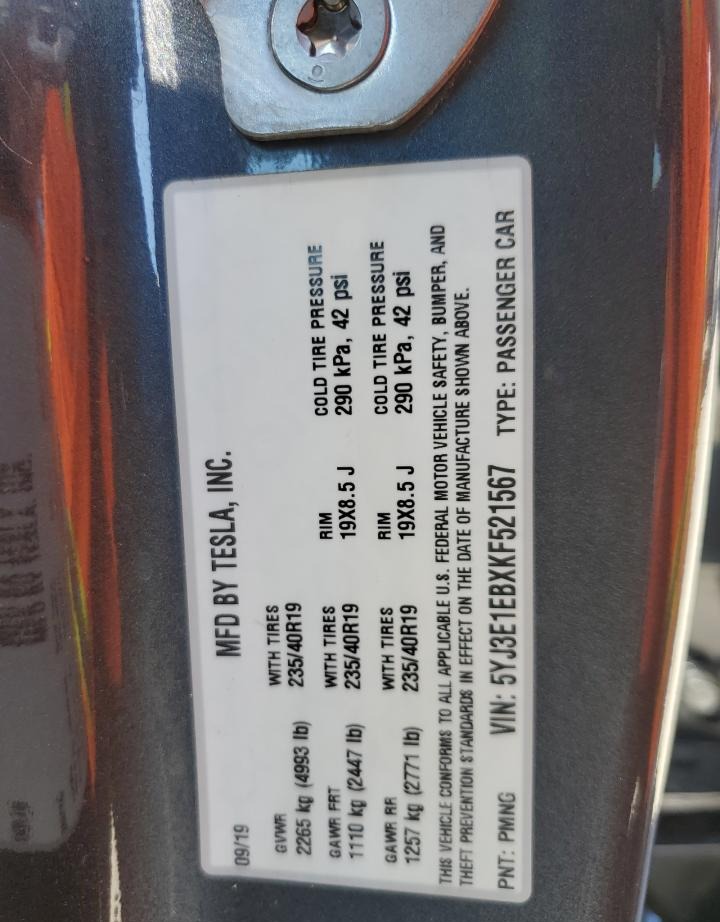 MFD BY TESLA, INC.
09/19
GVWR WITH TIRES
2265 kg (4993 lb) 235/40R19
GAWR FRT WITH TIRES RIM COLD TIRE PRESSURE
1110 kg (2447 lb) 235/40R19 19X8.5 J 290 kPa, 42 psi
GAWR RR WITH TIRES RIM COLD TIRE PRESSURE
1257 kg (2771 lb) 235/40R19 19X8.5 J 290 kPa, 42 psi
THIS VEHICLE CONFORMS TO ALL APPLICABLE U.S. FEDERAL MOTOR VEHICLE SAFETY, BUMPER, AND
THEFT PREVENTION STANDARDS IN EFFECT ON THE DATE OF MANUFACTURE SHOWN ABOVE.
PNT: PMNG VIN: 5YJ3E1EBXKF521567 TYPE: PASSENGER CAR